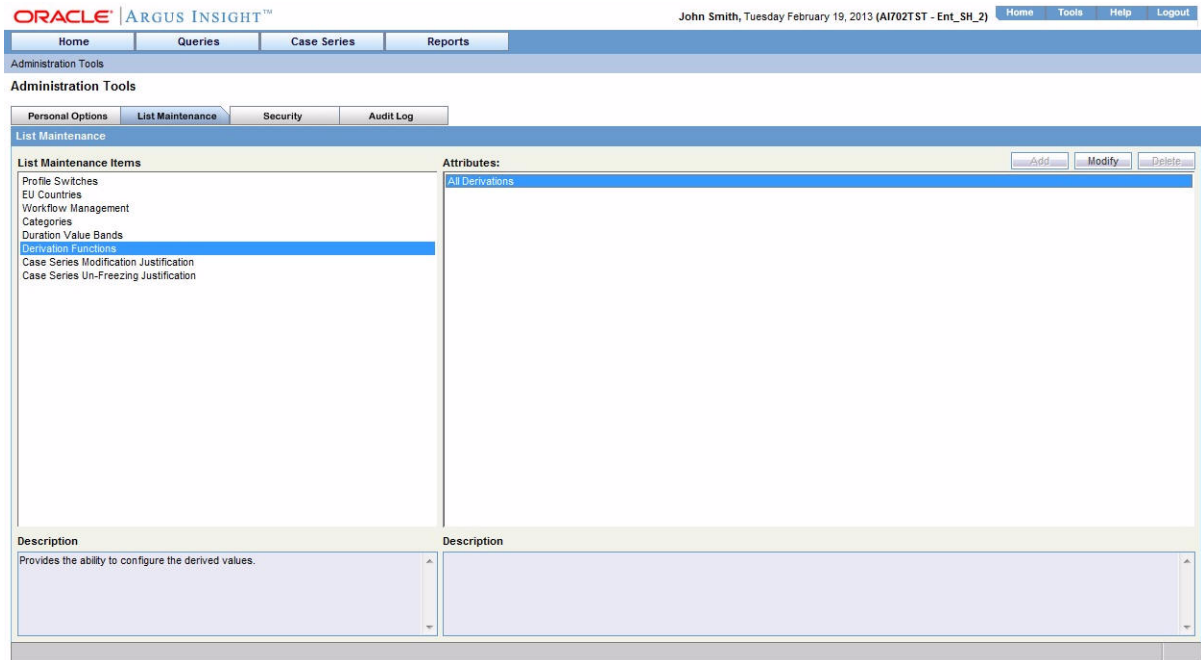 ORACLE® | ARGUS INSIGHT™
John Smith, Tuesday February 19, 2013 (AI702TST - Ent_SH_2) Home Tools Help Logout
Home Queries Case Series Reports
Administration Tools
Administration Tools
Personal Options List Maintenance Security Audit Log
List Maintenance
List Maintenance Items
Profile Switches
EU Countries
Workflow Management
Categories
Duration Value Bands
Derivation Functions
Case Series Modification Justification
Case Series Un-Freezing Justification
Attributes: Add Modify Delete
All Derivations
Description
Provides the ability to configure the derived values.
Description